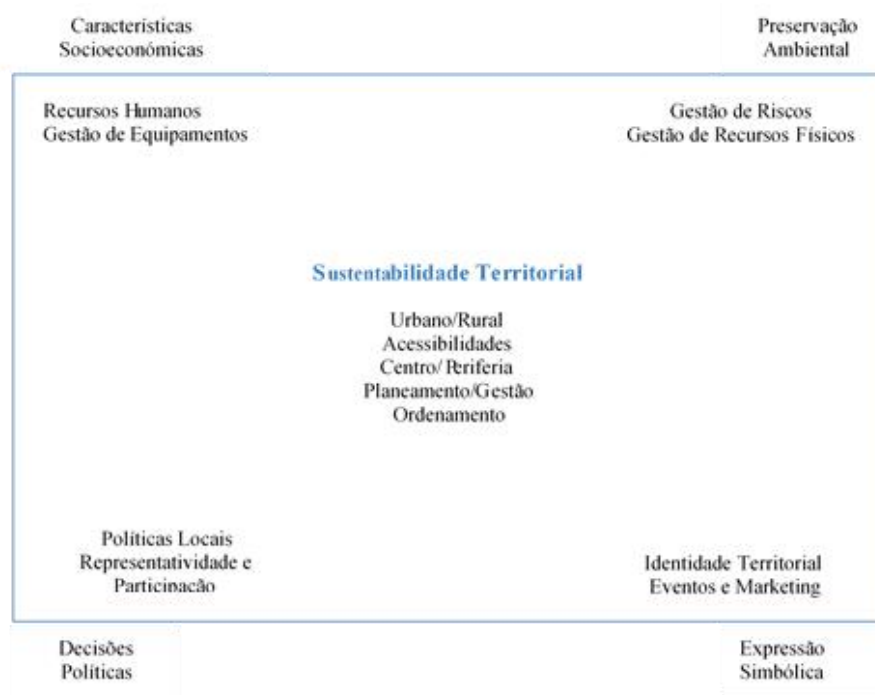 Características
Socioeconómicas
Preservação
Ambiental
Recursos Humanos
Gestão de Equipamentos
Gestão de Riscos
Gestão de Recursos Físicos
Sustentabilidade Territorial
Urbano/Rural
Acessibilidades
Centro/ Periferia
Planeamento/Gestão
Ordenamento
Políticas Locais
Representatividade e
Participação
Identidade Territorial
Eventos e Marketing
Decisões
Políticas
Expressão
Simbólica